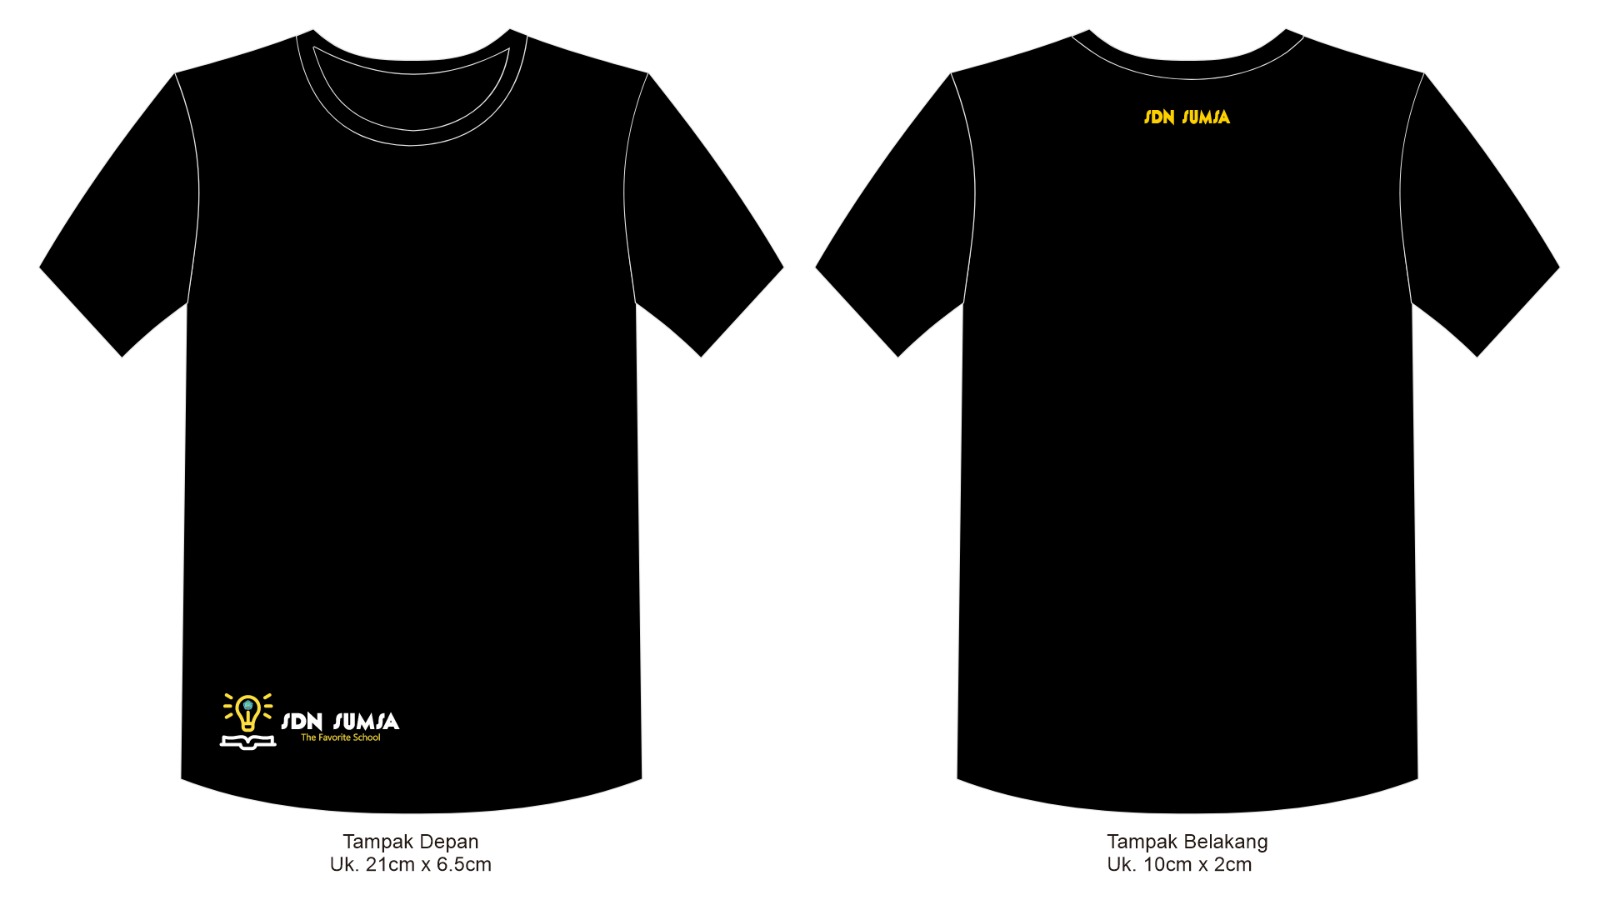 SDN SUMSA
SDN SUMSA
The Favorite School
Tampak Depan
Uk. 21cm x 6.5cm
Tampak Belakang
Uk. 10cm x 2cm